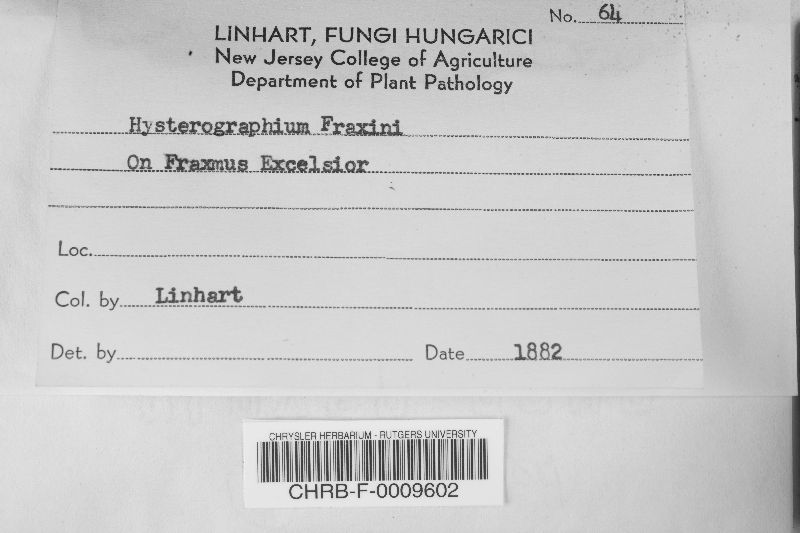 No. 64
LINHART, FUNGI HUNGARICI
New Jersey College of Agriculture
Department of Plant Pathology
Hysterographium Fraxini
On Fraxmus Excelsior
Loc.
Col. by Linhart
Det. by Date 1882
CHRYSLER HERBARIUM - RUTGERS UNIVERSITY
CHRB-F-0009602